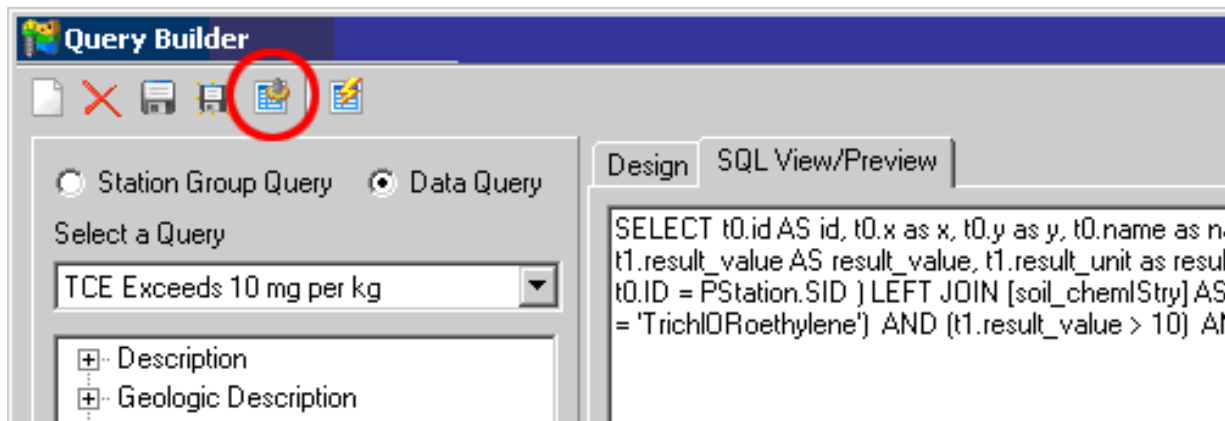 Query Builder
Station Group Query
Data Query
Select a Query
TCE Exceeds 10 mg per kg
Description
Geologic Description
Design
SQL View/Preview
SELECT t0.id AS id, t0.x as x, t0.y as y, t0.name as
t1.result_value AS result_value, t1.result_unit as
t0.ID = PStation.SID ) LEFT JOIN [soil_chemIStry] AS
= 'TrichlORoethylene') AND (t1.result_value > 10)